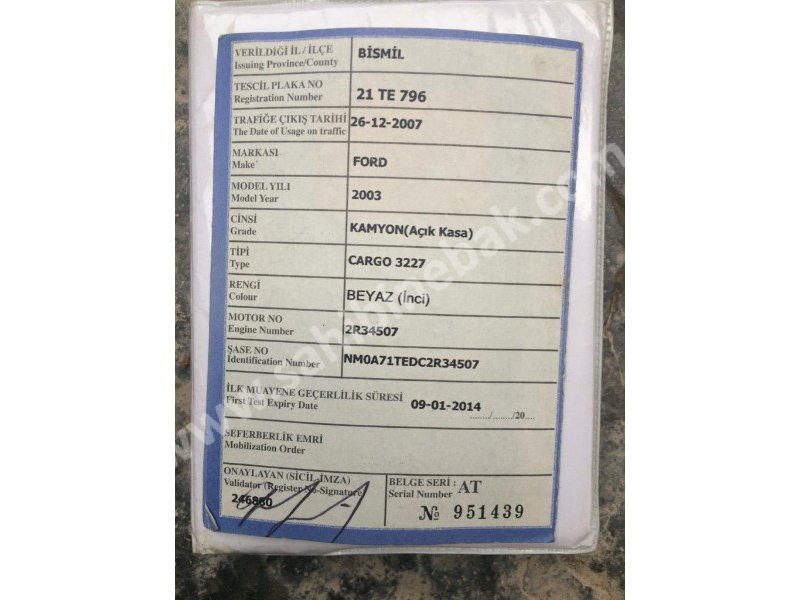 VERİLDİĞİ İL / İLÇE
Issuing Province/County
BİSMİL
TESCİL PLAKA NO
Registration Number
21 TE 796
TRAFİĞE ÇIKIŞ TARİHİ
The Date of Usage on traffic
26-12-2007
MARKASI
Make
FORD
MODEL YILI
Model Year
2003
CİNSİ
Grade
KAMYON(Açık Kasa)
TİPİ
Type
CARGO 3227
RENGİ
Colour
BEYAZ (İnci)
MOTOR NO
Engine Number
2R34507
ŞASE NO
Identification Number
NM0A71TEDC2R34507
İLK MUAYENE GEÇERLİLİK SÜRESİ
First Test Expiry Date
09-01-2014
......../......../20....
SEFERBERLİK EMRİ
Mobilization Order
ONAYLAYAN (SİCİL-İMZA)
Validator (Register No-Signature)
246880
BELGE SERİ : AT
Serial Number
№ 951439
www.sahibinebak.com